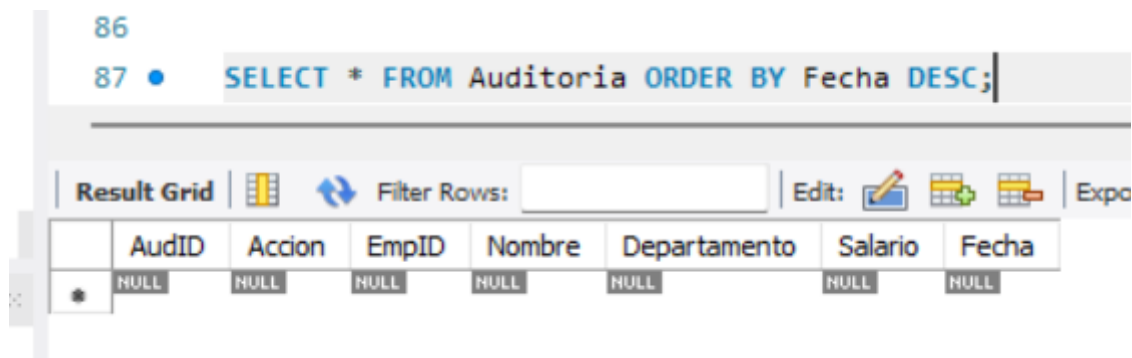 86
87 SELECT * FROM Auditoria ORDER BY Fecha DESC;
Result Grid Filter Rows: Edit: Expo
AudID Accion EmpID Nombre Departamento Salario Fecha
* NULL NULL NULL NULL NULL NULL NULL